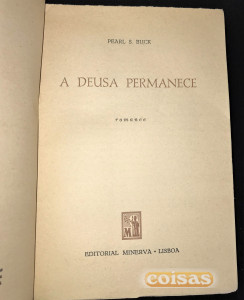 PEARL S. BUCK
A DEUSA PERMANECE
romance
M
EDITORIAL MINERVA • LISBOA
coisas